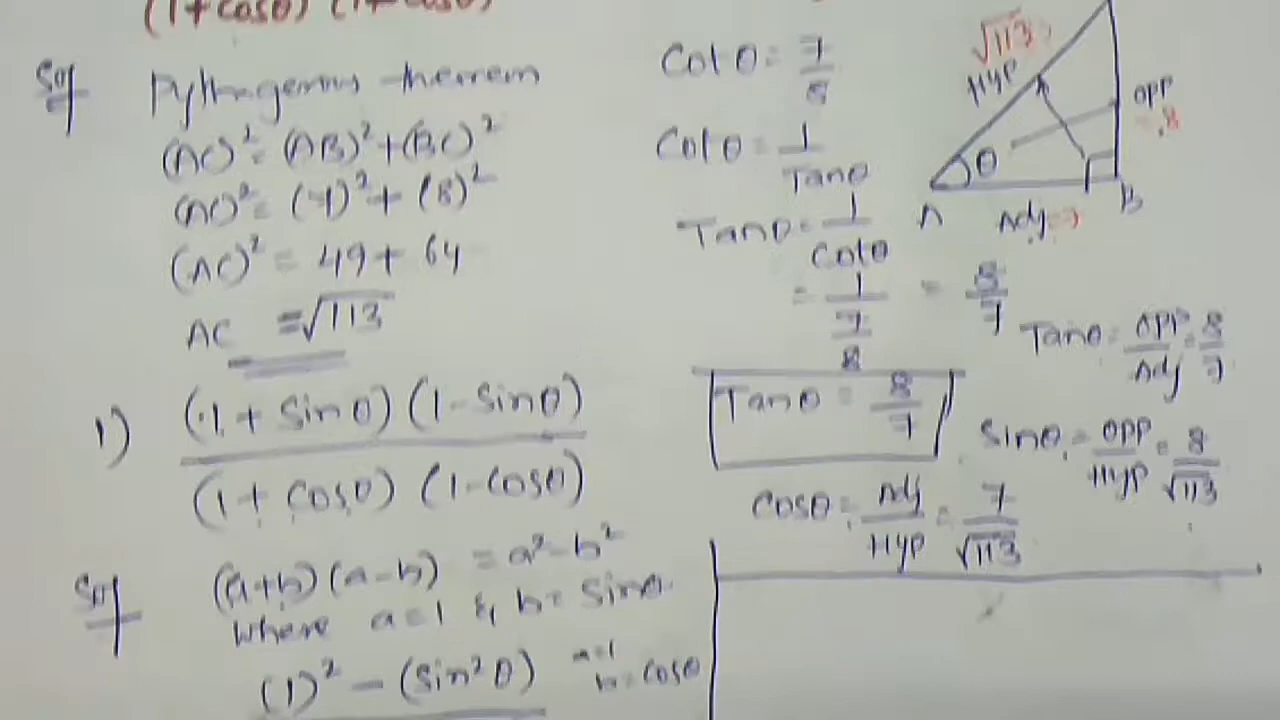 (1+cosθ) (1+cosθ)
Sol Pythagerus theorem
(AC)² = (AB)² + (BC)²
(AC)² = (7)² + (8)²
(AC)² = 49 + 64
AC = √113
1) (1 + Sinθ) (1 - Sinθ)
(1 + Cosθ) (1 - Cosθ)
Sol (a+b) (a-b) = a² - b²
Where a=1 & b= Sinθ.
(1)² - (Sin²θ) a=1
b=Cosθ
Cotθ = 7/8
Cotθ = 1/Tanθ
Tanθ = 1/Cotθ
= 1/(7/8) = 8/7
Tanθ = 8/7
Cosθ = Adj/Hyp = 7/√113
√113
Hyp
opp
= 8
θ
A Adj = 7 B
Tanθ = opp/Adj = 8/7
Sinθ = opp/Hyp = 8/√113